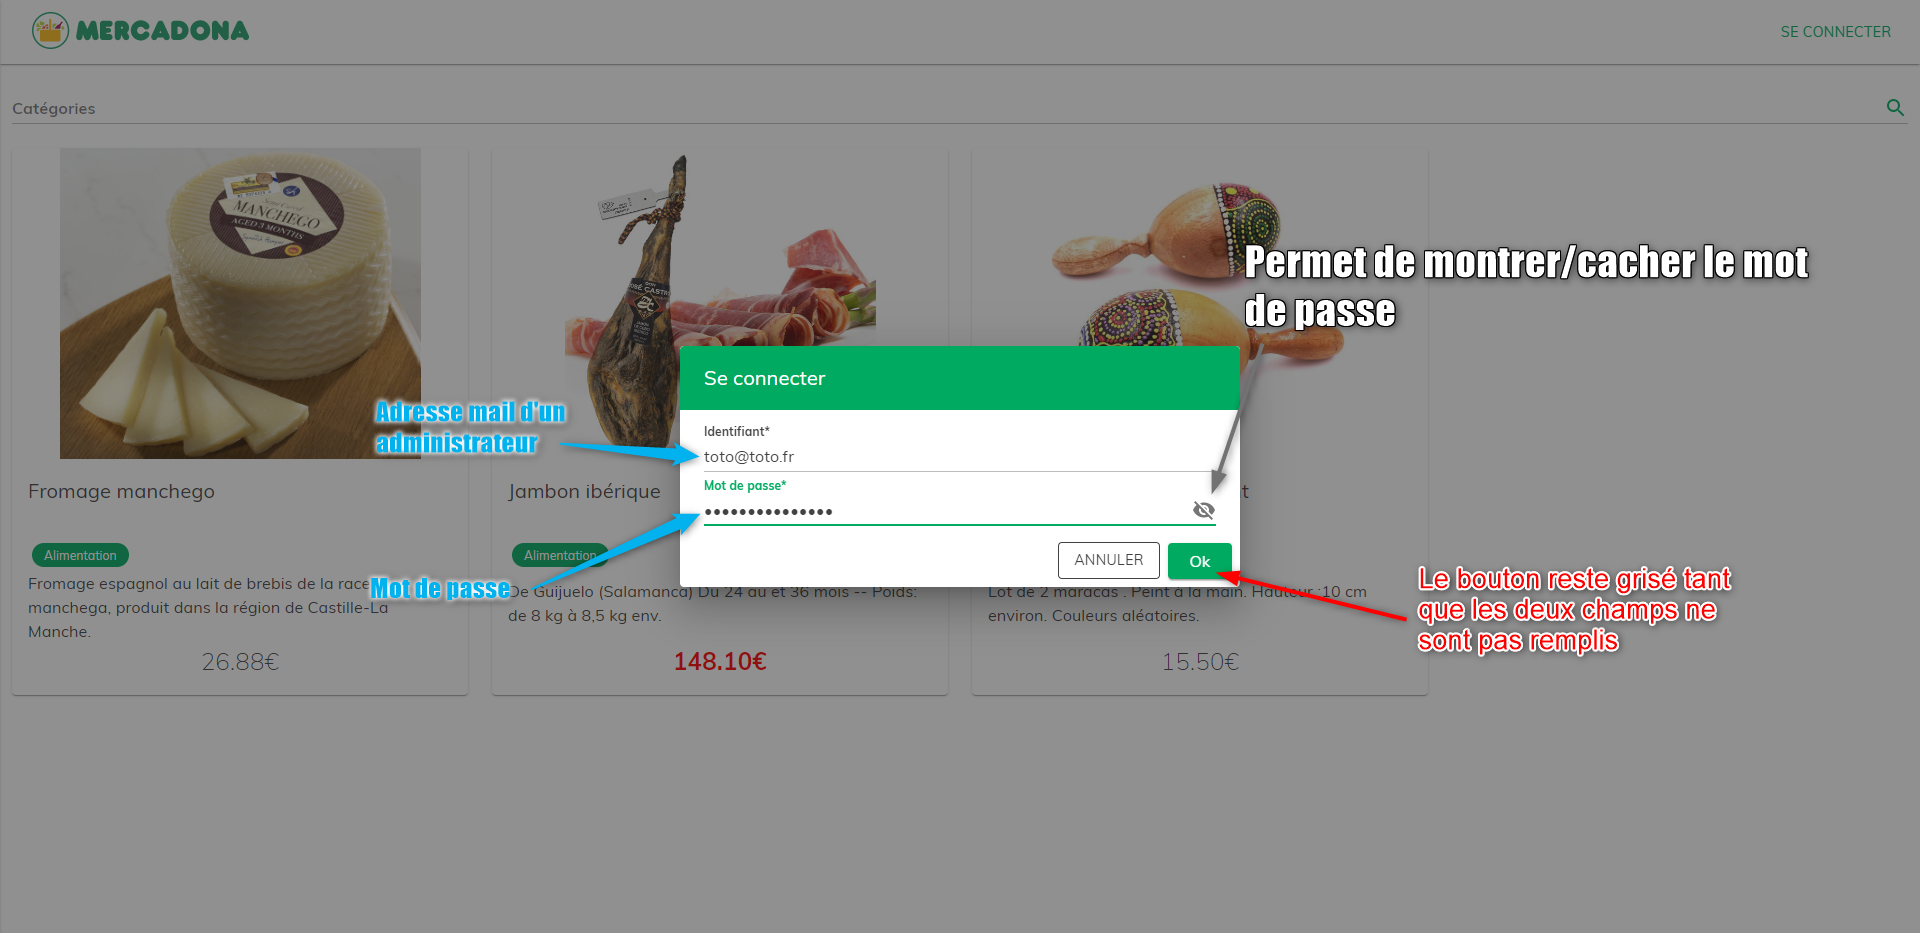 MERCADONA
SE CONNECTER
Catégories
MANCHEGO
AGED 3 MONTHS
JOSÉ CASTRO
Permet de montrer/cacher le mot
de passe
Se connecter
Adresse mail d'un
administrateur
Identifiant*
toto@toto.fr
Mot de passe*
•••••••••••••••
Fromage manchego
Jambon ibérique
t
Alimentation
Alimentation
ANNULER
Ok
Mot de passe
Fromage espagnol au lait de brebis de la race
manchega, produit dans la région de Castille-La
Manche.
26.88€
De Guijuelo (Salamanca) Du 24 au et 36 mois -- Poids:
de 8 kg à 8,5 kg env.
148.10€
Lot de 2 maracas . Peint à la main. Hauteur :10 cm
environ. Couleurs aléatoires.
15.50€
Le bouton reste grisé tant
que les deux champs ne
sont pas remplis